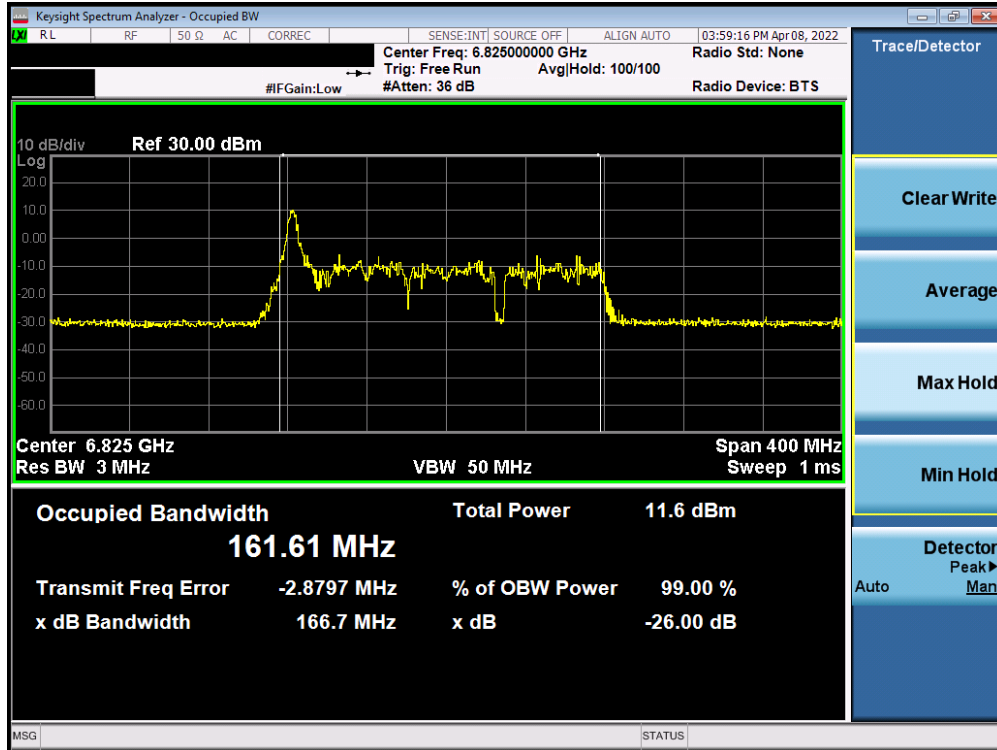 Keysight Spectrum Analyzer - Occupied BW
LXI RL RF 50 Ω AC CORREC SENSE:INT SOURCE OFF ALIGN AUTO 03:59:16 PM Apr 08, 2022
Center Freq: 6.825000000 GHz Radio Std: None
Trig: Free Run Avg|Hold: 100/100
#IFGain:Low #Atten: 36 dB Radio Device: BTS
Trace/Detector
10 dB/div Ref 30.00 dBm
Log
20.0
10.0
0.00
-10.0
-20.0
-30.0
-40.0
-50.0
-60.0
Center 6.825 GHz Span 400 MHz
Res BW 3 MHz VBW 50 MHz Sweep 1 ms
Occupied Bandwidth Total Power 11.6 dBm
161.61 MHz
Transmit Freq Error -2.8797 MHz % of OBW Power 99.00 %
x dB Bandwidth 166.7 MHz x dB -26.00 dB
Clear Write
Average
Max Hold
Min Hold
Detector
Peak▶
Auto Man
MSG STATUS